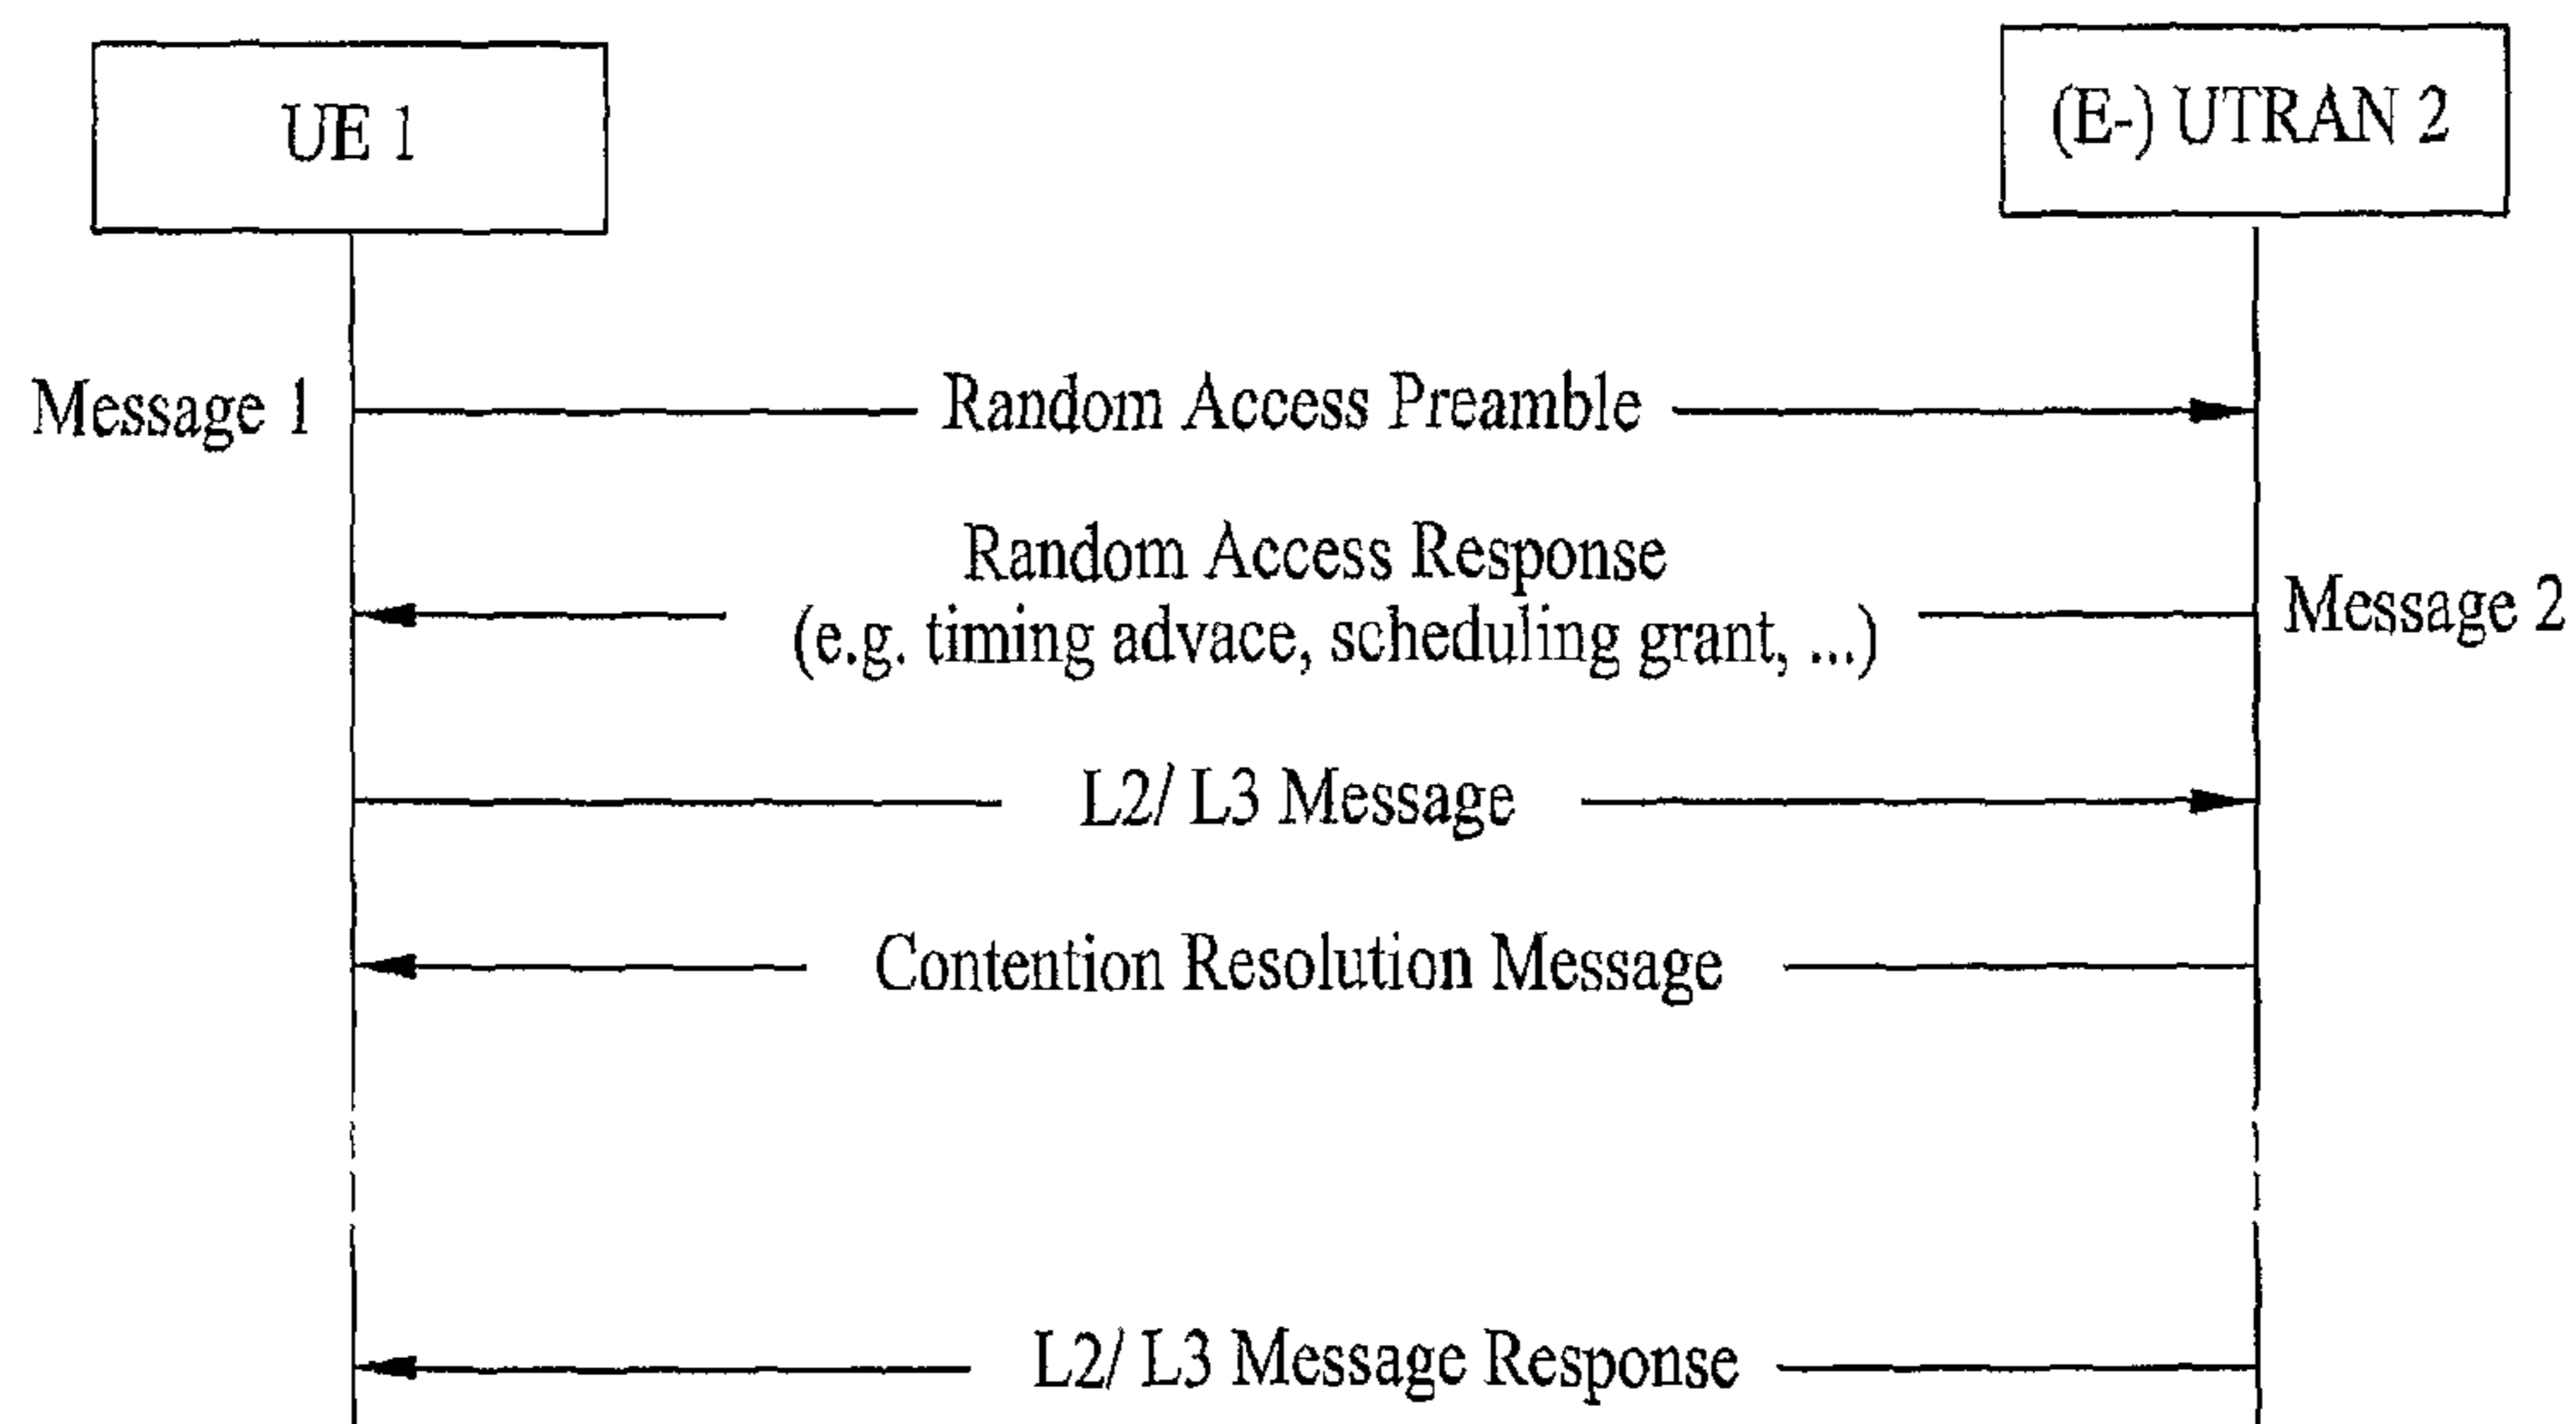 UE 1
(E-) UTRAN 2
Message 1
Random Access Preamble
Random Access Response
(e.g. timing advace, scheduling grant, ...)
Message 2
L2/ L3 Message
Contention Resolution Message
L2/ L3 Message Response